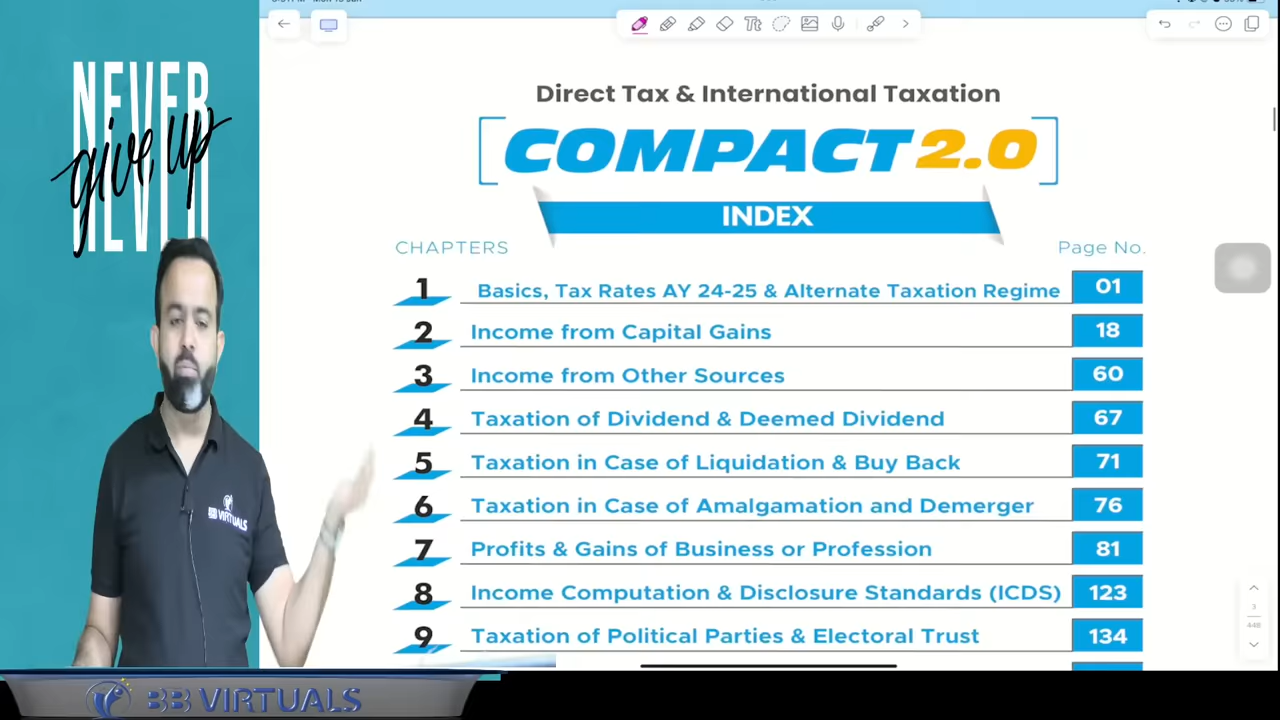 NEVER
give up
NEVER
BB VIRTUALS
Direct Tax & International Taxation
COMPACT 2.0
INDEX
CHAPTERS Page No.
1 Basics, Tax Rates AY 24-25 & Alternate Taxation Regime 01
2 Income from Capital Gains 18
3 Income from Other Sources 60
4 Taxation of Dividend & Deemed Dividend 67
5 Taxation in Case of Liquidation & Buy Back 71
6 Taxation in Case of Amalgamation and Demerger 76
7 Profits & Gains of Business or Profession 81
8 Income Computation & Disclosure Standards (ICDS) 123
9 Taxation of Political Parties & Electoral Trust 134
Tt
3
448
BB VIRTUALS